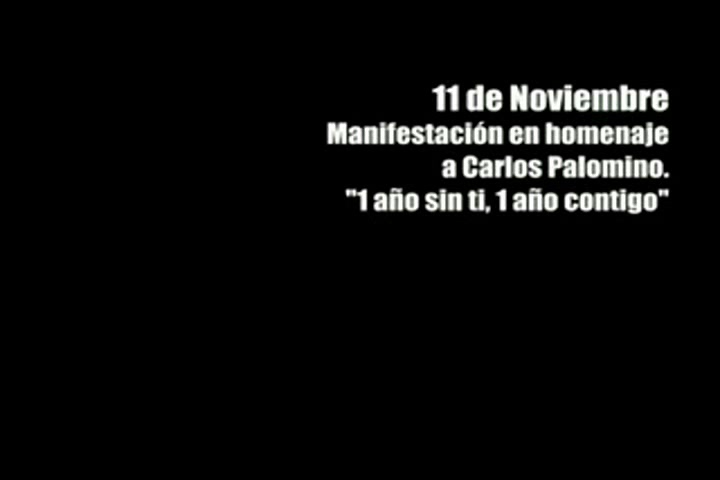 11 de Noviembre
Manifestación en homenaje
a Carlos Palomino.
"1 año sin ti, 1 año contigo"